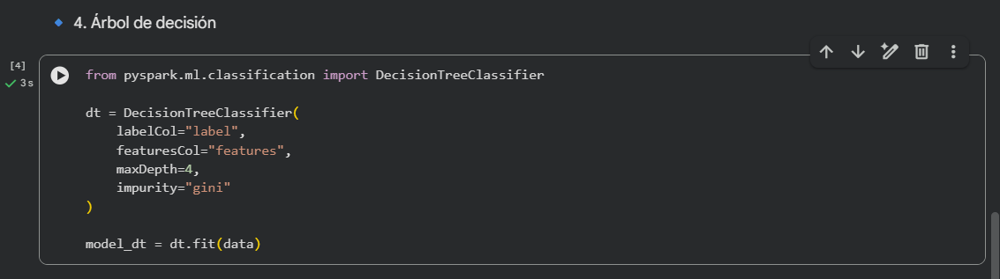 4. Árbol de decisión
[4]
3 s
from pyspark.ml.classification import DecisionTreeClassifier
dt = DecisionTreeClassifier(
    labelCol="label",
    featuresCol="features",
    maxDepth=4,
    impurity="gini"
)
model_dt = dt.fit(data)